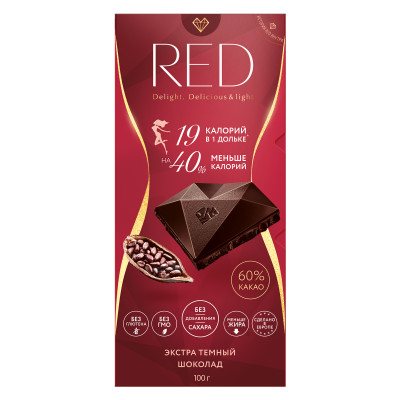 RED
Delight. Delicious & light
19 КАЛОРИЙ
В 1 ДОЛЬКЕ
НА 40% МЕНЬШЕ
КАЛОРИЙ
60%
КАКАО
БЕЗ
ГЛЮТЕНА
БЕЗ
ГМО
БЕЗ
ДОБАВЛЕНИЯ
САХАРА
МЕНЬШЕ
ЖИРА
СДЕЛАНО
В ЕВРОПЕ
ЭКСТРА ТЕМНЫЙ
ШОКОЛАД
100 г